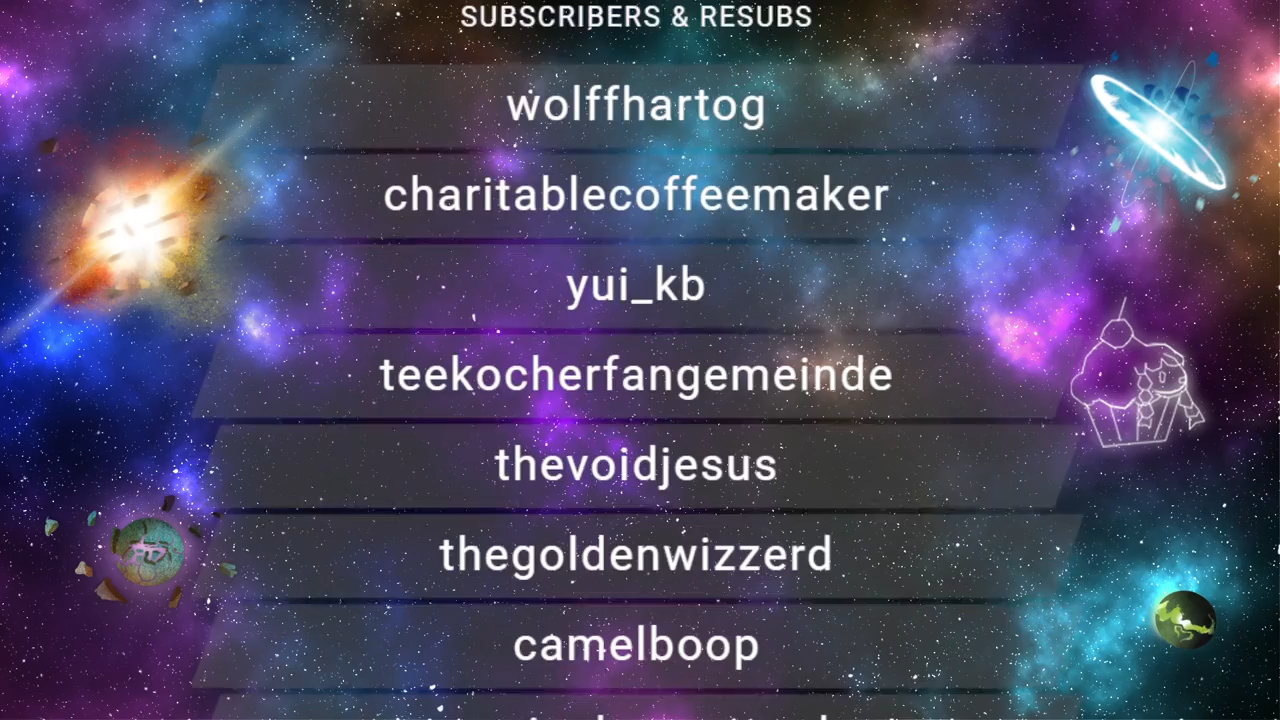 SUBSCRIBERS & RESUBS
wolffhartog
charitablecoffeemaker
yui_kb
teekocherfangemeinde
thevoidjesus
thegoldenwizzerd
camelboop